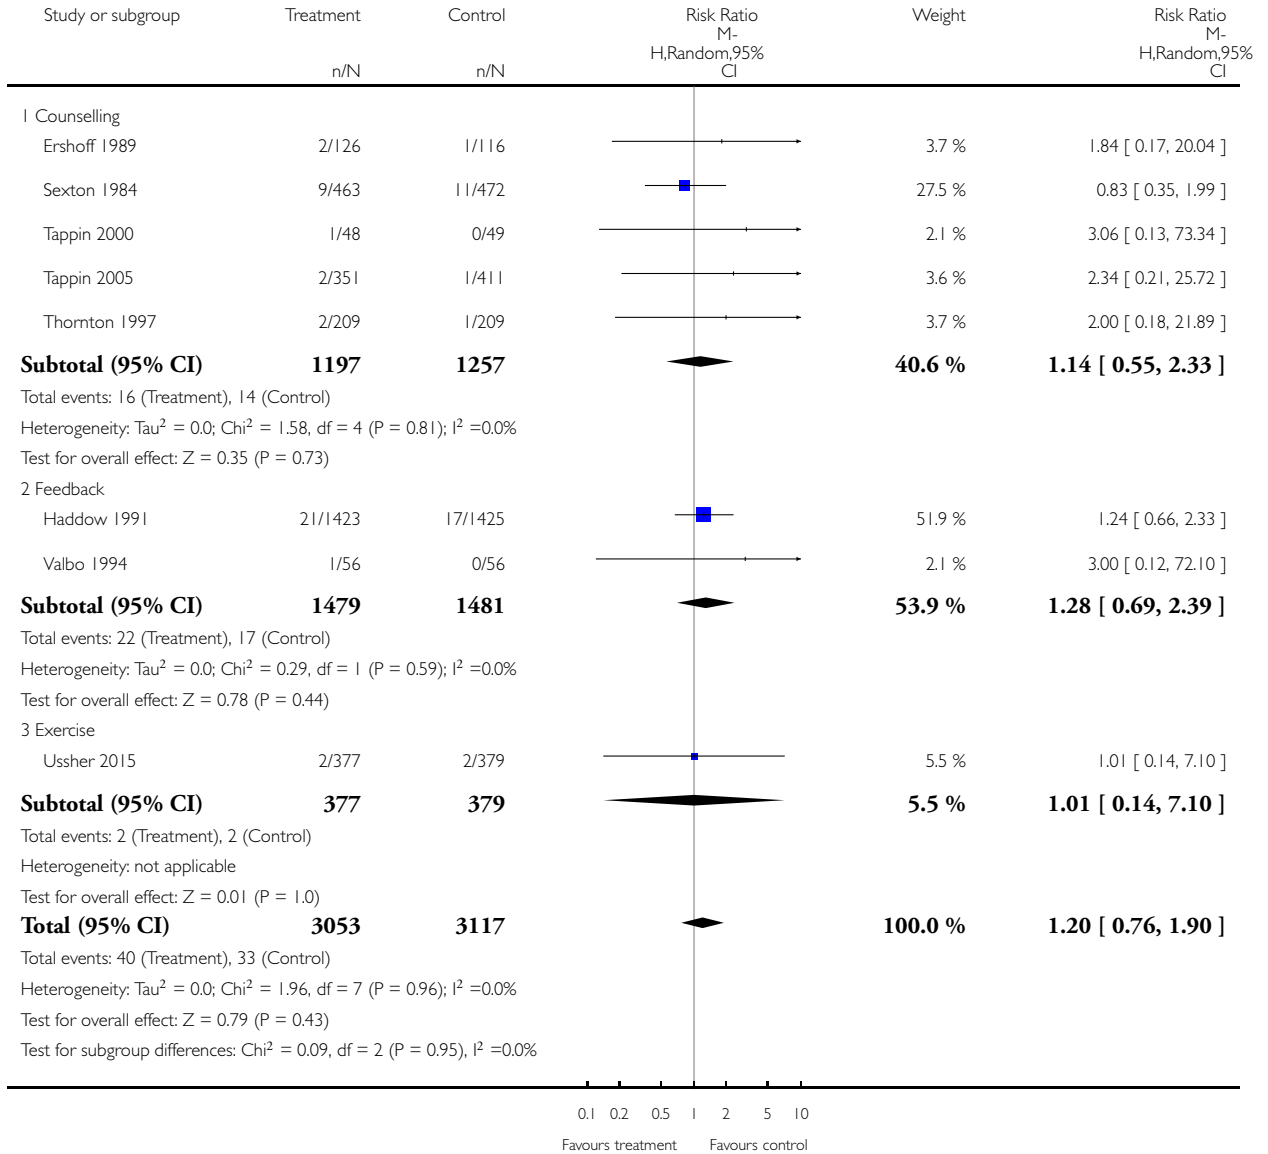 Study or subgroup Treatment Control Risk Ratio Weight Risk Ratio
M- M-
H,Random,95% H,Random,95%
n/N n/N CI CI
1 Counselling
Ershoff 1989 2/126 1/116 3.7 % 1.84 [ 0.17, 20.04 ]
Sexton 1984 9/463 11/472 27.5 % 0.83 [ 0.35, 1.99 ]
Tappin 2000 1/48 0/49 2.1 % 3.06 [ 0.13, 73.34 ]
Tappin 2005 2/351 1/411 3.6 % 2.34 [ 0.21, 25.72 ]
Thornton 1997 2/209 1/209 3.7 % 2.00 [ 0.18, 21.89 ]
Subtotal (95% CI) 1197 1257 40.6 % 1.14 [ 0.55, 2.33 ]
Total events: 16 (Treatment), 14 (Control)
Heterogeneity: Tau² = 0.0; Chi² = 1.58, df = 4 (P = 0.81); I² =0.0%
Test for overall effect: Z = 0.35 (P = 0.73)
2 Feedback
Haddow 1991 21/1423 17/1425 51.9 % 1.24 [ 0.66, 2.33 ]
Valbo 1994 1/56 0/56 2.1 % 3.00 [ 0.12, 72.10 ]
Subtotal (95% CI) 1479 1481 53.9 % 1.28 [ 0.69, 2.39 ]
Total events: 22 (Treatment), 17 (Control)
Heterogeneity: Tau² = 0.0; Chi² = 0.29, df = 1 (P = 0.59); I² =0.0%
Test for overall effect: Z = 0.78 (P = 0.44)
3 Exercise
Ussher 2015 2/377 2/379 5.5 % 1.01 [ 0.14, 7.10 ]
Subtotal (95% CI) 377 379 5.5 % 1.01 [ 0.14, 7.10 ]
Total events: 2 (Treatment), 2 (Control)
Heterogeneity: not applicable
Test for overall effect: Z = 0.01 (P = 1.0)
Total (95% CI) 3053 3117 100.0 % 1.20 [ 0.76, 1.90 ]
Total events: 40 (Treatment), 33 (Control)
Heterogeneity: Tau² = 0.0; Chi² = 1.96, df = 7 (P = 0.96); I² =0.0%
Test for overall effect: Z = 0.79 (P = 0.43)
Test for subgroup differences: Chi² = 0.09, df = 2 (P = 0.95), I² =0.0%
0.1 0.2 0.5 1 2 5 10
Favours treatment Favours control